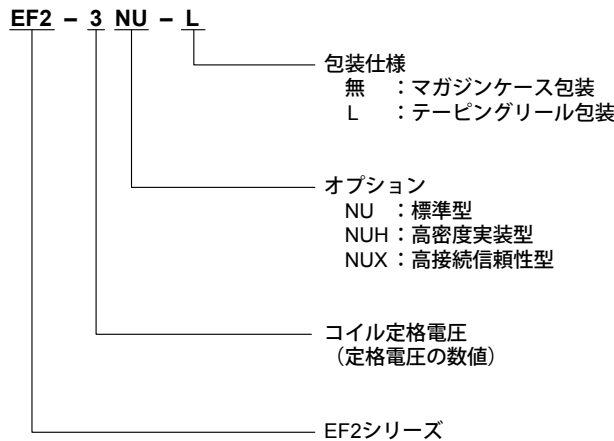 EF2 – 3 NU – L
包装仕様
無 ：マガジンケース包装
L ：テーピングリール包装
オプション
NU ：標準型
NUH：高密度実装型
NUX：高接続信頼性型
コイル定格電圧
（定格電圧の数値）
EF2シリーズ